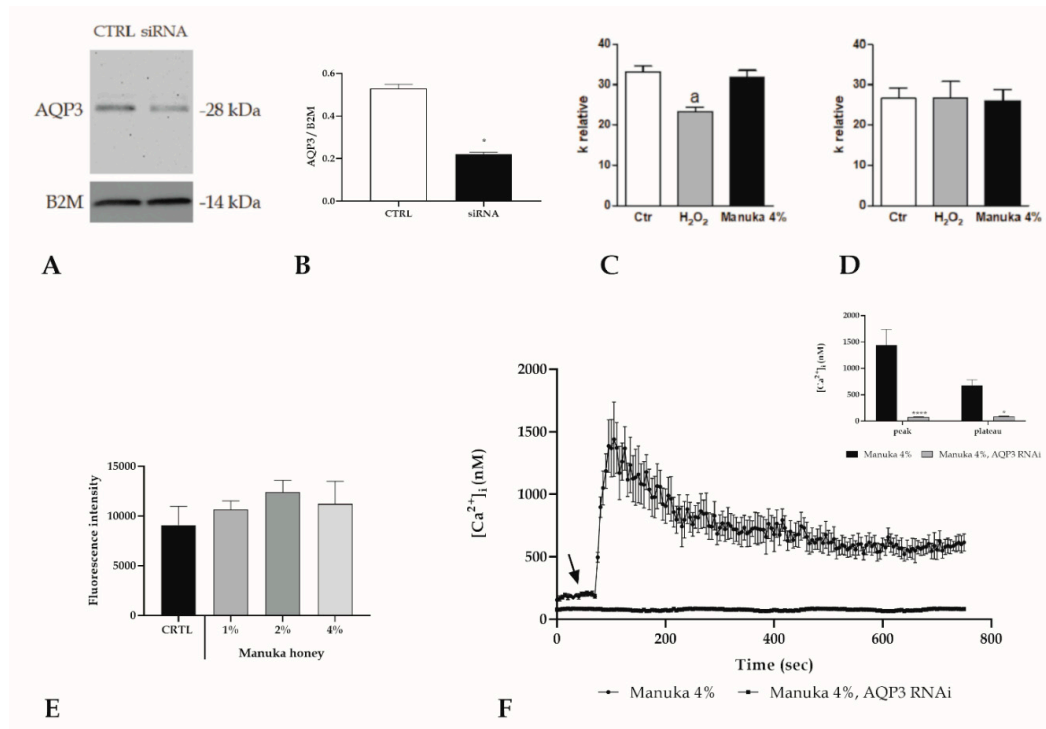 CTRL siRNA
AQP3
-28 kDa
B2M
-14 kDa
A
0.6
0.4
0.2
0.0
AQP3/ B2M
*
CTRL
siRNA
B
40
30
20
10
0
k relative
a
Ctr
H2O2
Manuka 4%
C
40
30
20
10
0
k relative
Ctr
H2O2
Manuka 4%
D
15000
10000
5000
0
Fluorescence intensity
CRTL
1%
2%
4%
Manuka honey
E
2000
1500
1000
500
0
[Ca2+]i (nM)
0
200
400
600
800
Time (sec)
Manuka 4%
Manuka 4%, AQP3 RNAi
2000
1500
1000
500
0
[Ca2+]i (nM)
****
*
peak
plateau
Manuka 4%
Manuka 4%, AQP3 RNAi
F